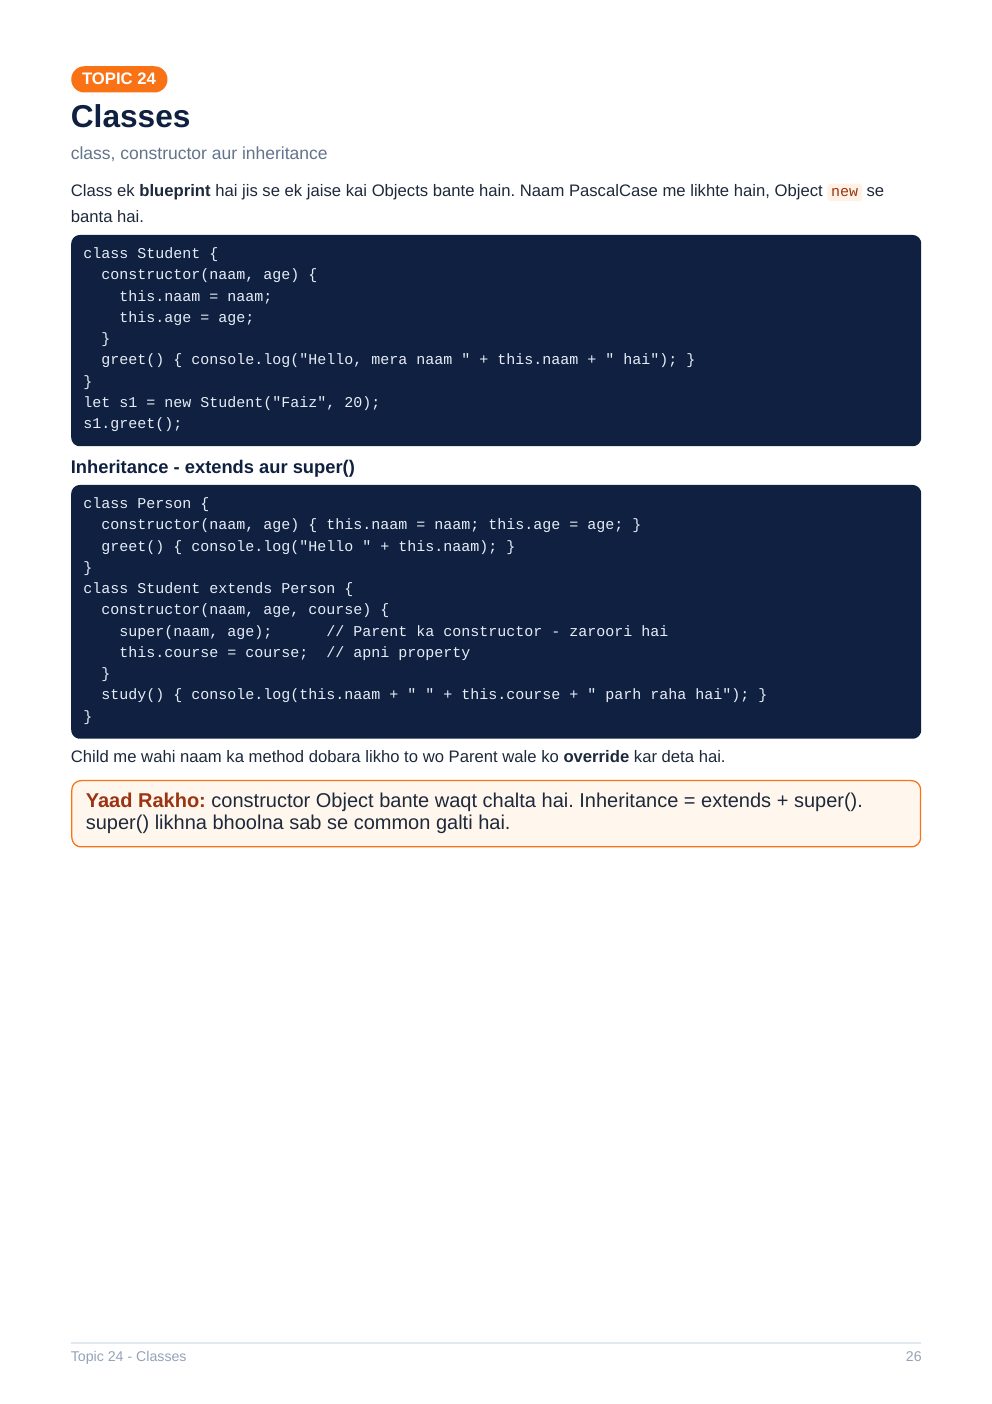 TOPIC 24
Classes
class, constructor aur inheritance
Class ek blueprint hai jis se ek jaise kai Objects bante hain. Naam PascalCase me likhte hain, Object new se
banta hai.
class Student {
  constructor(naam, age) {
    this.naam = naam;
    this.age = age;
  }
  greet() { console.log("Hello, mera naam " + this.naam + " hai"); }
}
let s1 = new Student("Faiz", 20);
s1.greet();
Inheritance - extends aur super()
class Person {
  constructor(naam, age) { this.naam = naam; this.age = age; }
  greet() { console.log("Hello " + this.naam); }
}
class Student extends Person {
  constructor(naam, age, course) {
    super(naam, age);      // Parent ka constructor - zaroori hai
    this.course = course;  // apni property
  }
  study() { console.log(this.naam + " " + this.course + " parh raha hai"); }
}
Child me wahi naam ka method dobara likho to wo Parent wale ko override kar deta hai.
Yaad Rakho: constructor Object bante waqt chalta hai. Inheritance = extends + super().
super() likhna bhoolna sab se common galti hai.
Topic 24 - Classes
26